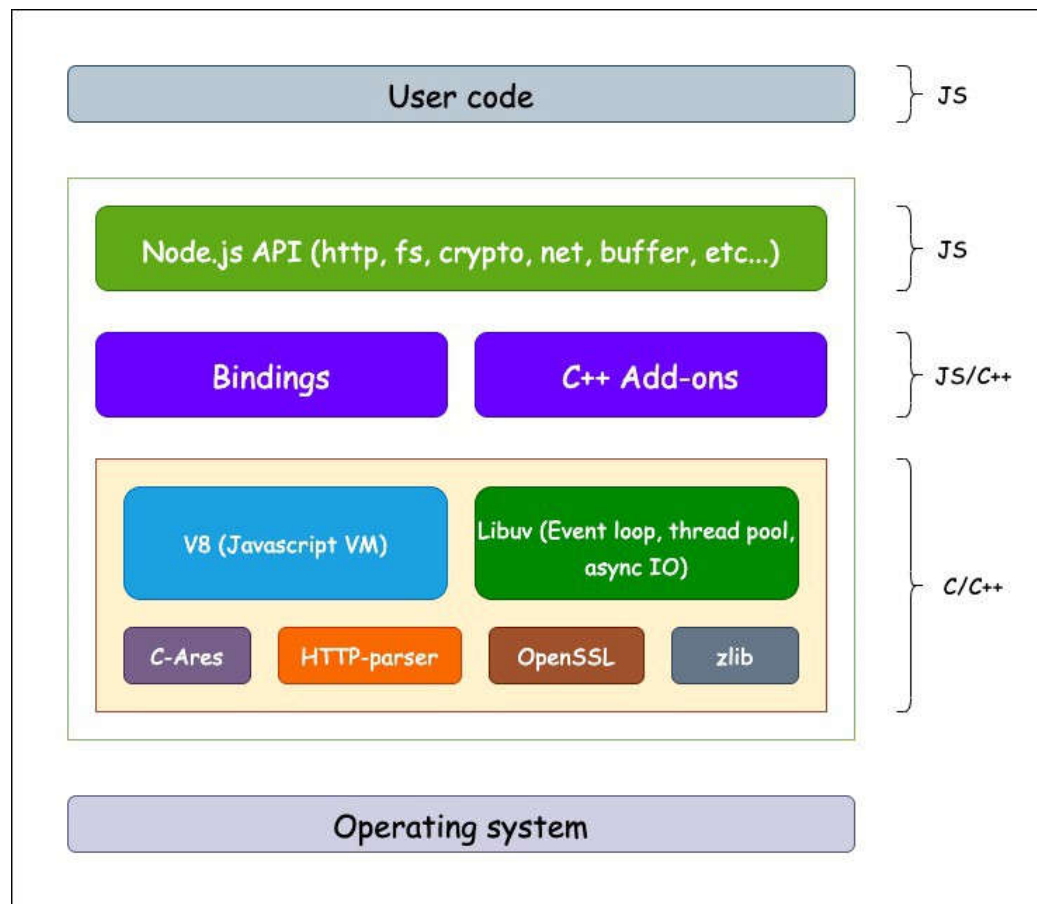 User code
JS
Node.js API (http, fs, crypto, net, buffer, etc...)
JS
Bindings
C++ Add-ons
JS/C++
V8 (Javascript VM)
Libuv (Event loop, thread pool,
async IO)
C/C++
C-Ares
HTTP-parser
OpenSSL
zlib
Operating system